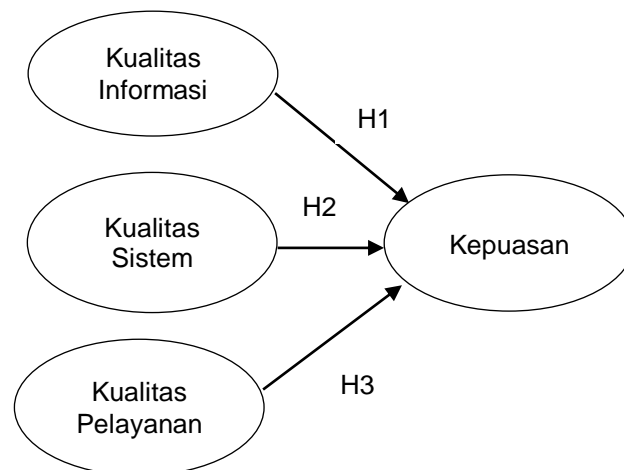 Kualitas
Informasi
H1
H2
Kualitas
Sistem
Kepuasan
Kualitas
Pelayanan
H3